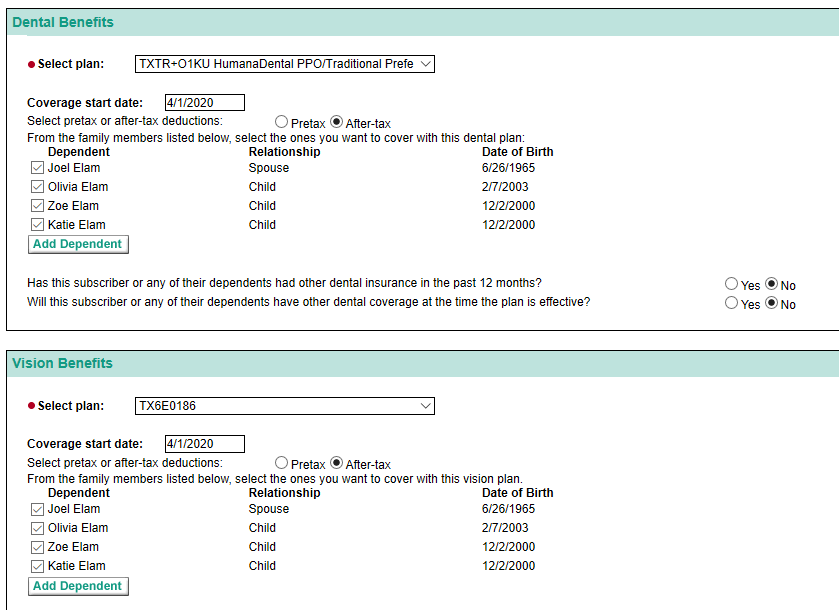 Dental Benefits
Select plan: TXTR+O1KU HumanaDental PPO/Traditional Prefe
Coverage start date: 4/1/2020
Select pretax or after-tax deductions: Pretax After-tax
From the family members listed below, select the ones you want to cover with this dental plan:
Dependent Relationship Date of Birth
Joel Elam Spouse 6/26/1965
Olivia Elam Child 2/7/2003
Zoe Elam Child 12/2/2000
Katie Elam Child 12/2/2000
Add Dependent
Has this subscriber or any of their dependents had other dental insurance in the past 12 months? Yes No
Will this subscriber or any of their dependents have other dental coverage at the time the plan is effective? Yes No
Vision Benefits
Select plan: TX6E0186
Coverage start date: 4/1/2020
Select pretax or after-tax deductions: Pretax After-tax
From the family members listed below, select the ones you want to cover with this vision plan.
Dependent Relationship Date of Birth
Joel Elam Spouse 6/26/1965
Olivia Elam Child 2/7/2003
Zoe Elam Child 12/2/2000
Katie Elam Child 12/2/2000
Add Dependent